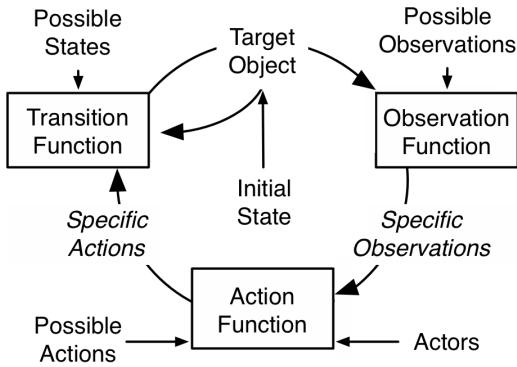 Possible
States
Target
Object
Possible
Observations
Transition
Function
Observation
Function
Initial
State
Specific
Actions
Specific
Observations
Action
Function
Possible
Actions
Actors